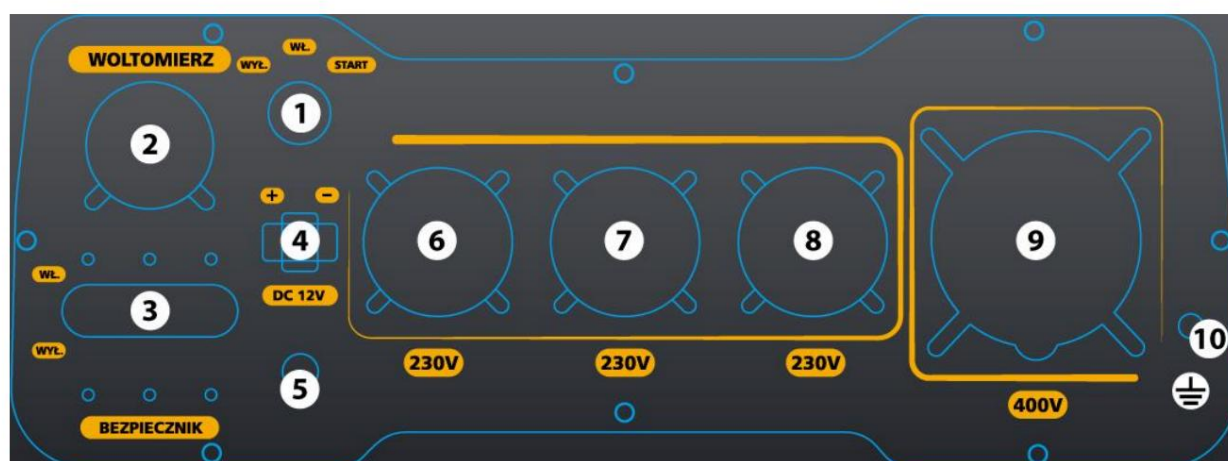 WOLTOMIERZ
WYŁ.
WŁ.
START
1
2
+ −
4
6
7
8
9
DC 12V
WŁ.
3
WYŁ.
5
10
230V
230V
230V
400V
BEZPIECZNIK